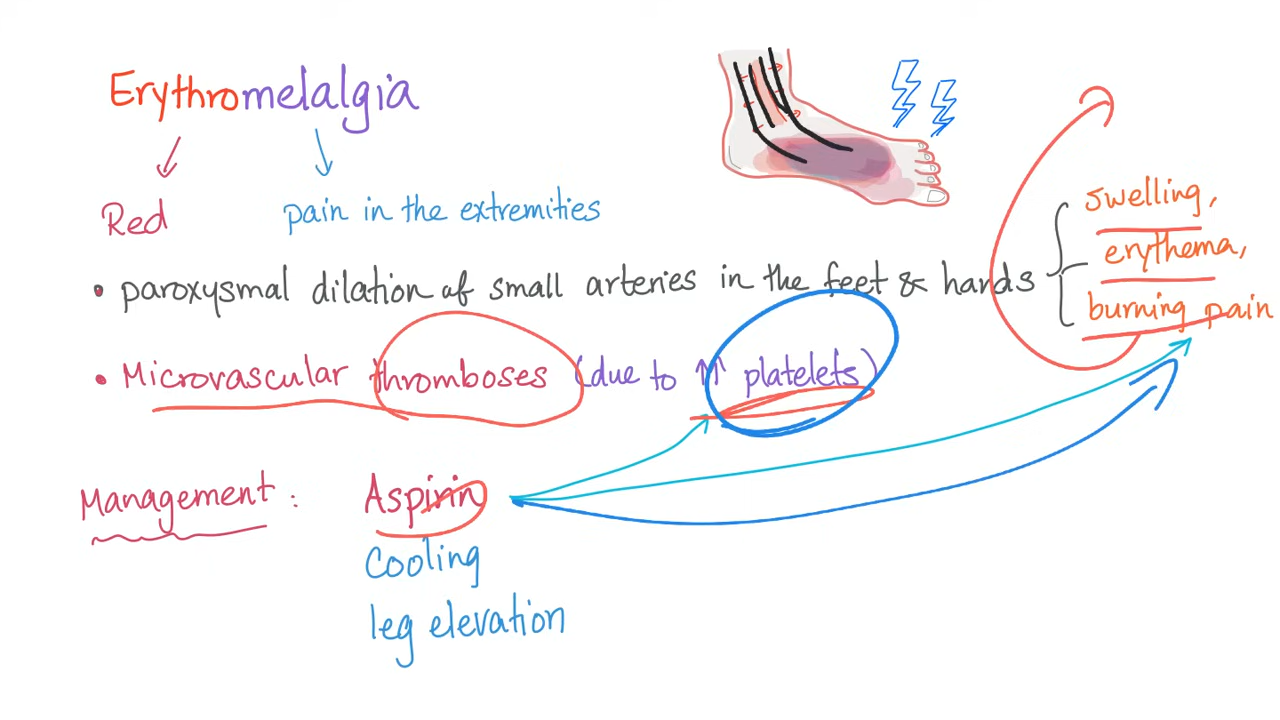 Erythromelalgia
Red
pain in the extremities
• paroxysmal dilation of small arteries in the feet & hands
swelling,
erythema,
burning pain
• Microvascular thromboses (due to ↑↑ platelets)
Management : Aspirin
Cooling
leg elevation